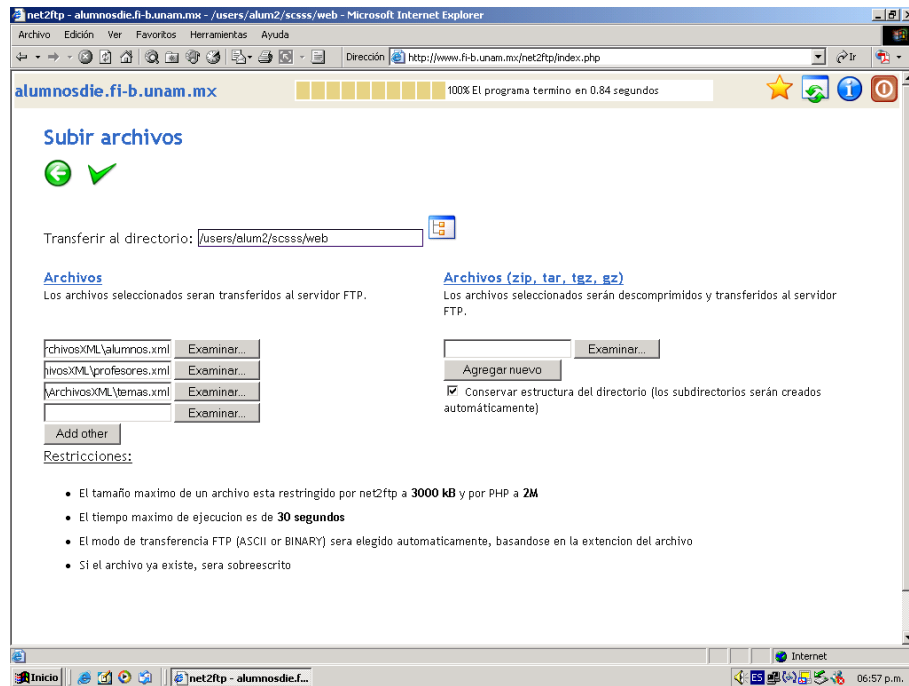 net2ftp - alumnosdie.fi-b.unam.mx - /users/alum2/scsss/web - Microsoft Internet Explorer
Archivo Edición Ver Favoritos Herramientas Ayuda
Dirección http://www.fi-b.unam.mx/net2ftp/index.php Ir
alumnosdie.fi-b.unam.mx 100% El programa termino en 0.84 segundos
Subir archivos
Transferir al directorio: /users/alum2/scsss/web
Archivos
Los archivos seleccionados seran transferidos al servidor FTP.
rchivosXML\alumnos.xml Examinar...
hivosXML\profesores.xml Examinar...
\ArchivosXML\temas.xml Examinar...
Examinar...
Add other
Archivos (zip, tar, tgz, gz)
Los archivos seleccionados serán descomprimidos y transferidos al servidor
FTP.
Examinar...
Agregar nuevo
Conservar estructura del directorio (los subdirectorios serán creados
automáticamente)
Restricciones:
• El tamaño maximo de un archivo esta restringido por net2ftp a 3000 kB y por PHP a 2M
• El tiempo maximo de ejecucion es de 30 segundos
• El modo de transferencia FTP (ASCII or BINARY) sera elegido automaticamente, basandose en la extencion del archivo
• Si el archivo ya existe, sera sobreescrito
Internet
Inicio net2ftp - alumnosdie.f... ES 06:57 p.m.